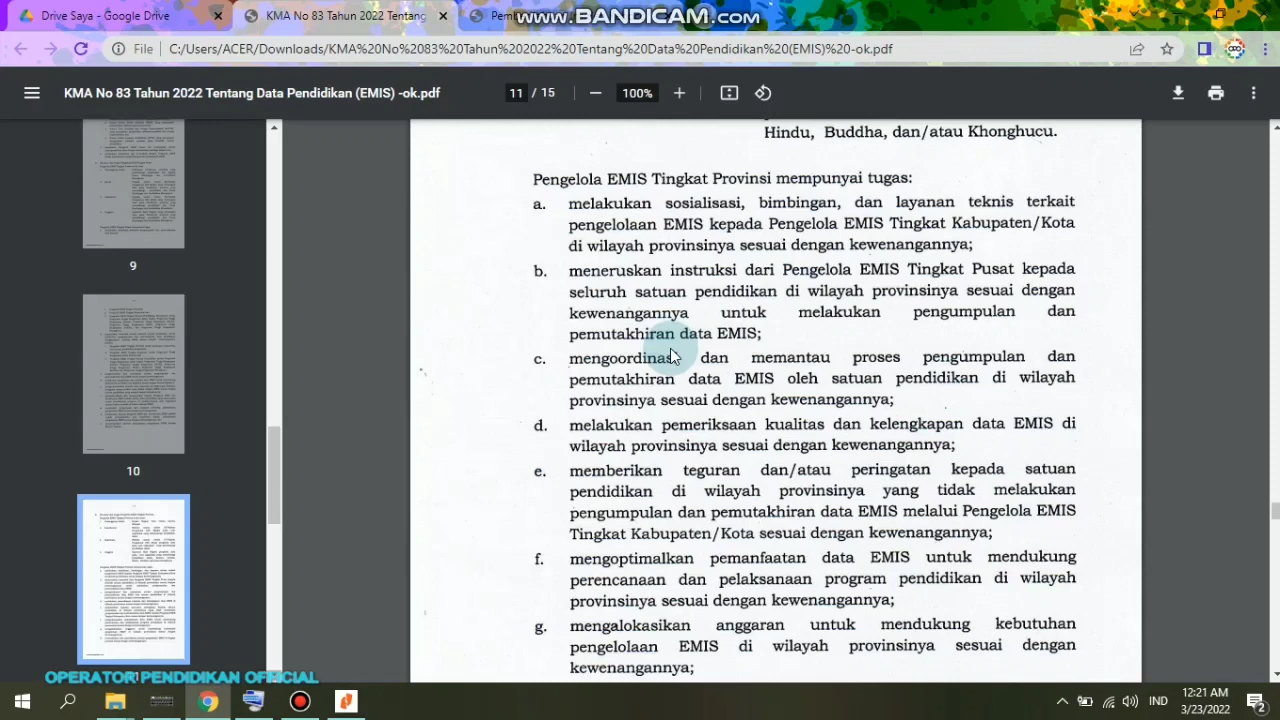 Drive Saya - Google Drive
KMA No 83 Tahun 2022 Tentang
Pemb
WWW.BANDICAM.COM
File
C:/Users/ACER/Downloads/KMA%20No%2083%20Tahun%202022%20Tentang%20Data%20Pendidikan%20(EMIS)%20-ok.pdf
KMA No 83 Tahun 2022 Tentang Data Pendidikan (EMIS) -ok.pdf
11 / 15
100%
9
10
Hindu, Buddha, dan/atau Khonghucu.
Pengelola EMIS Tingkat Provinsi mempunyai tugas:
a. melakukan sosialisasi, bimbingan, dan layanan teknis terkait
pengelolaan EMIS kepada Pengelola EMIS Tingkat Kabupaten/Kota
di wilayah provinsinya sesuai dengan kewenangannya;
b. meneruskan instruksi dari Pengelola EMIS Tingkat Pusat kepada
seluruh satuan pendidikan di wilayah provinsinya sesuai dengan
kewenangannya untuk melakukan pengumpulan dan
pemutakhiran data EMIS;
c. mengoordinasi dan memantau proses pengumpulan dan
pemutakhiran data EMIS oleh satuan pendidikan di wilayah
provinsinya sesuai dengan kewenangannya;
d. melakukan pemeriksaan kualitas dan kelengkapan data EMIS di
wilayah provinsinya sesuai dengan kewenangannya;
e. memberikan teguran dan/atau peringatan kepada satuan
pendidikan di wilayah provinsinya yang tidak melakukan
pengumpulan dan pemutakhiran data EMIS melalui Pengelola EMIS
Tingkat Kabupaten/Kota sesuai dengan kewenangannya;
f. mengoptimalkan pemanfaatan data EMIS untuk mendukung
perencanaan dan pelaksanaan program pendidikan di wilayah
provinsinya sesuai dengan kewenangannya;
g. mengalokasikan anggaran untuk mendukung kebutuhan
pengelolaan EMIS di wilayah provinsinya sesuai dengan
kewenangannya;
OPERATOR PENDIDIKAN OFFICIAL
IND
12:21 AM
3/23/2022
2